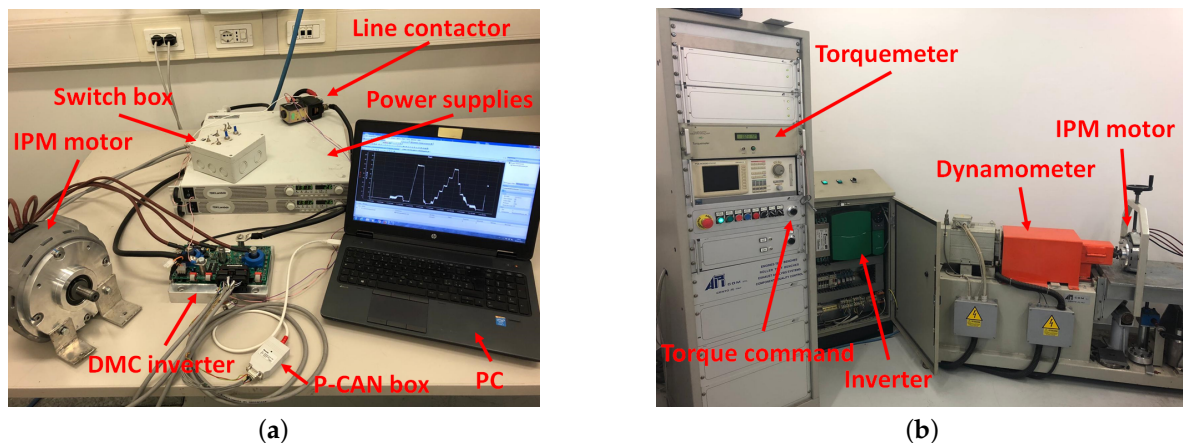 Line contactor
Switch box
Power supplies
IPM motor
DMC inverter
P-CAN box
PC
(a)
Torquemeter
IPM motor
Dynamometer
Torque command
Inverter
(b)